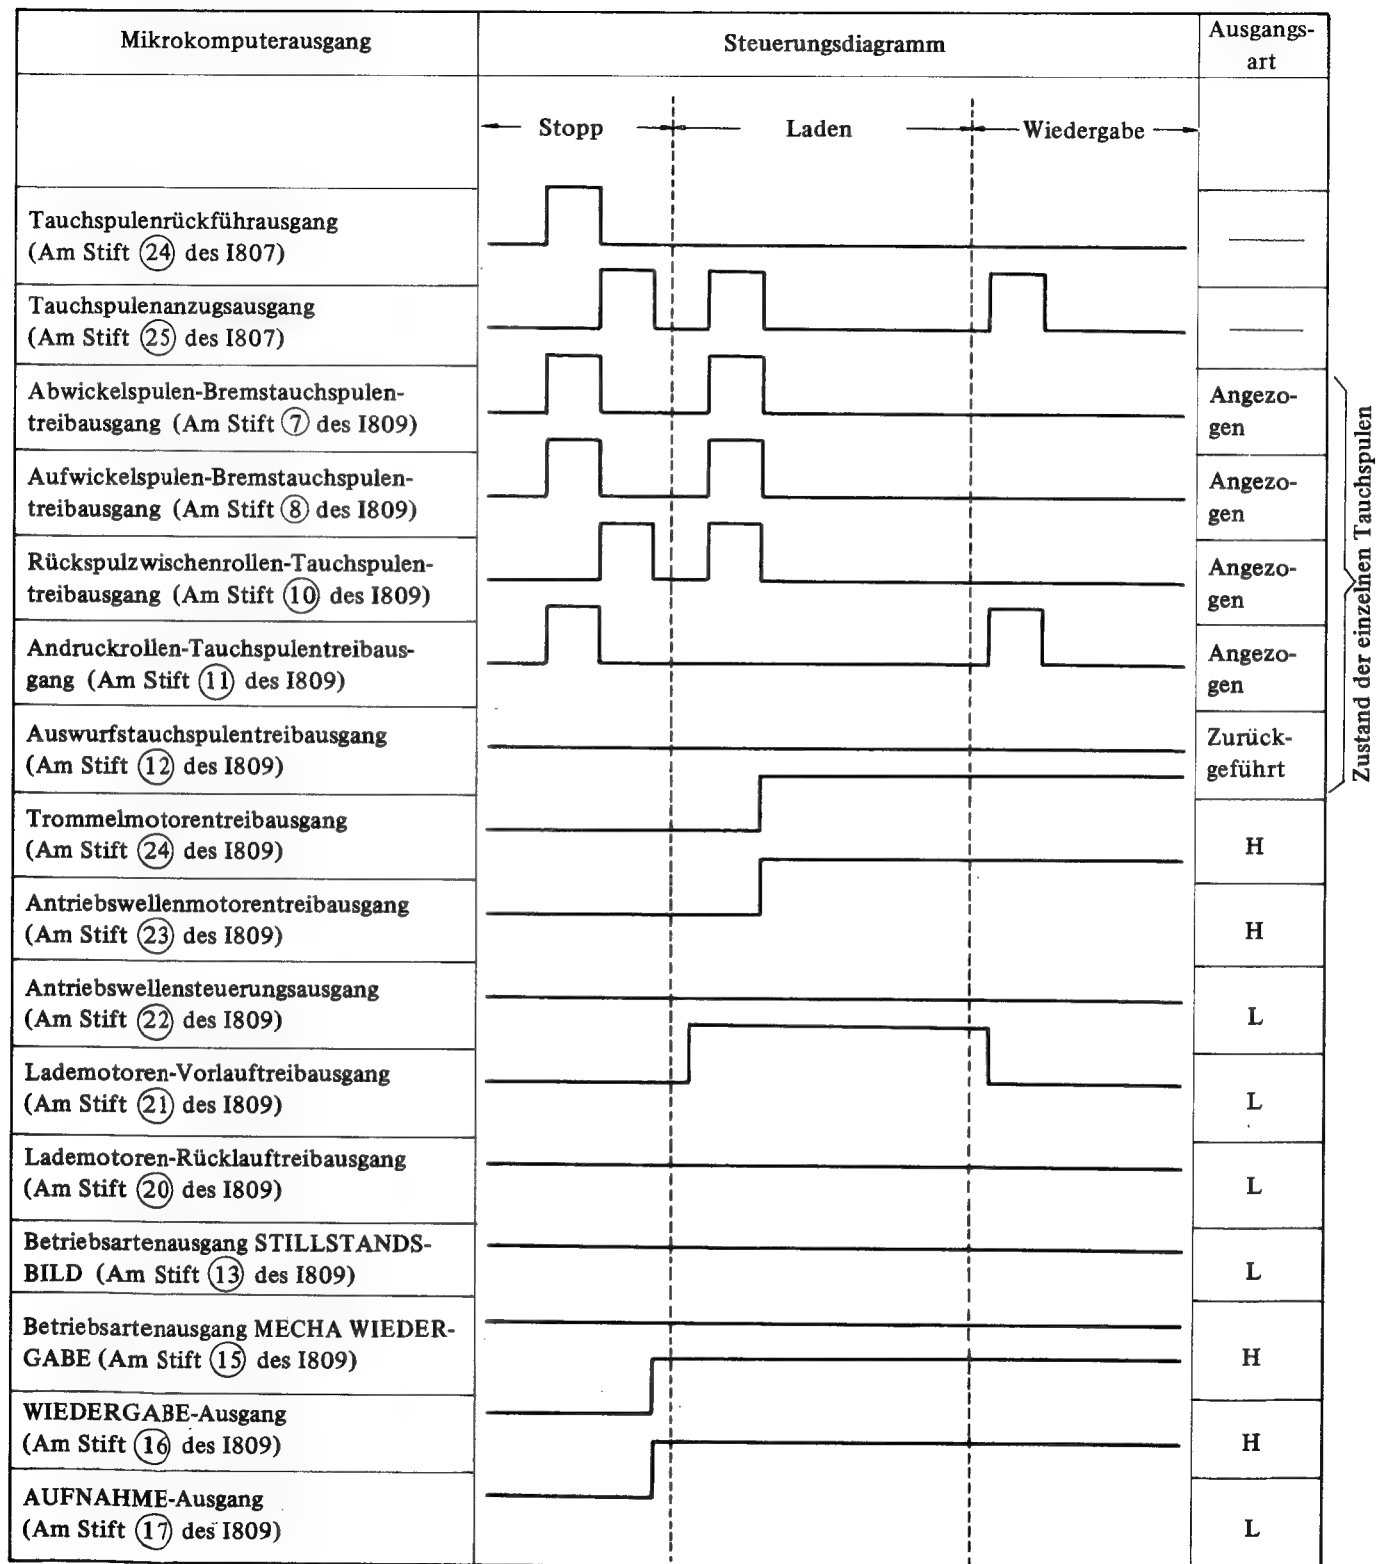 Mikrokomputerausgang
Steuerungsdiagramm
Ausgangs-
art
Stopp
Laden
Wiedergabe
Tauchspulenrückführausgang
(Am Stift 24 des I807)
Tauchspulenanzugsausgang
(Am Stift 25 des I807)
Abwickelspulen-Bremstauchspulen-
treibausgang (Am Stift 7 des I809)
Angezo-
gen
Aufwickelspulen-Bremstauchspulen-
treibausgang (Am Stift 8 des I809)
Angezo-
gen
Rückspulzwischenrollen-Tauchspulen-
treibausgang (Am Stift 10 des I809)
Angezo-
gen
Andruckrollen-Tauchspulentreibaus-
gang (Am Stift 11 des I809)
Angezo-
gen
Auswurfstauchspulentreibausgang
(Am Stift 12 des I809)
Zurück-
geführt
Zustand der einzelnen Tauchspulen
Trommelmotorentreibausgang
(Am Stift 24 des I809)
H
Antriebswellenmotorentreibausgang
(Am Stift 23 des I809)
H
Antriebswellensteuerungsausgang
(Am Stift 22 des I809)
L
Lademotoren-Vorlauftreibausgang
(Am Stift 21 des I809)
L
Lademotoren-Rücklauftreibausgang
(Am Stift 20 des I809)
L
Betriebsartenausgang STILLSTANDS-
BILD (Am Stift 13 des I809)
L
Betriebsartenausgang MECHA WIEDER-
GABE (Am Stift 15 des I809)
H
WIEDERGABE-Ausgang
(Am Stift 16 des I809)
H
AUFNAHME-Ausgang
(Am Stift 17 des I809)
L